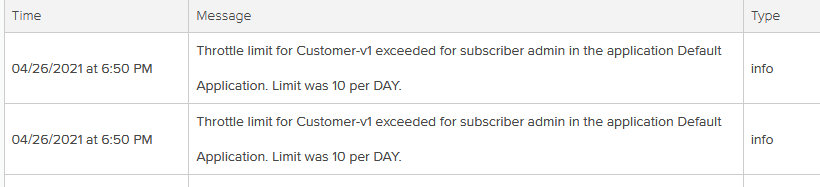 Time Message Type
Throttle limit for Customer-v1 exceeded for subscriber admin in the application Default
04/26/2021 at 6:50 PM info
Application. Limit was 10 per DAY.
Throttle limit for Customer-v1 exceeded for subscriber admin in the application Default
04/26/2021 at 6:50 PM info
Application. Limit was 10 per DAY.